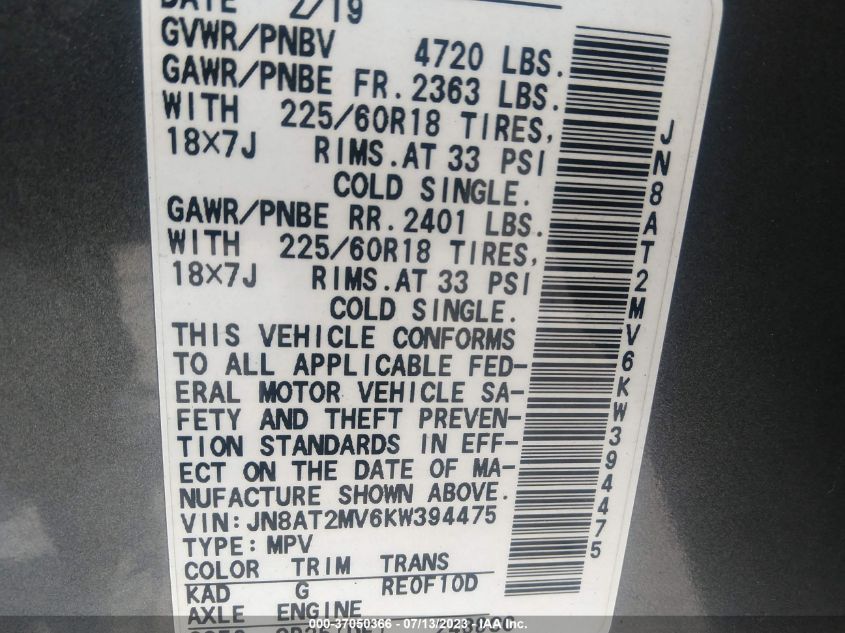 DATE 2/19
GVWR/PNBV 4720 LBS.
GAWR/PNBE FR. 2363 LBS.
WITH 225/60R18 TIRES,
18×7J RIMS. AT 33 PSI
COLD SINGLE.
GAWR/PNBE RR. 2401 LBS.
WITH 225/60R18 TIRES,
18×7J RIMS. AT 33 PSI
COLD SINGLE.
THIS VEHICLE CONFORMS
TO ALL APPLICABLE FED-
ERAL MOTOR VEHICLE SA-
FETY AND THEFT PREVEN-
TION STANDARDS IN EFF-
ECT ON THE DATE OF MA-
NUFACTURE SHOWN ABOVE.
VIN: JN8AT2MV6KW394475
TYPE: MPV
COLOR TRIM TRANS
KAD G RE0F10D
AXLE ENGINE
JN8AT2MV6KW394475
000-37050366 - 07/13/2023 - IAA Inc.